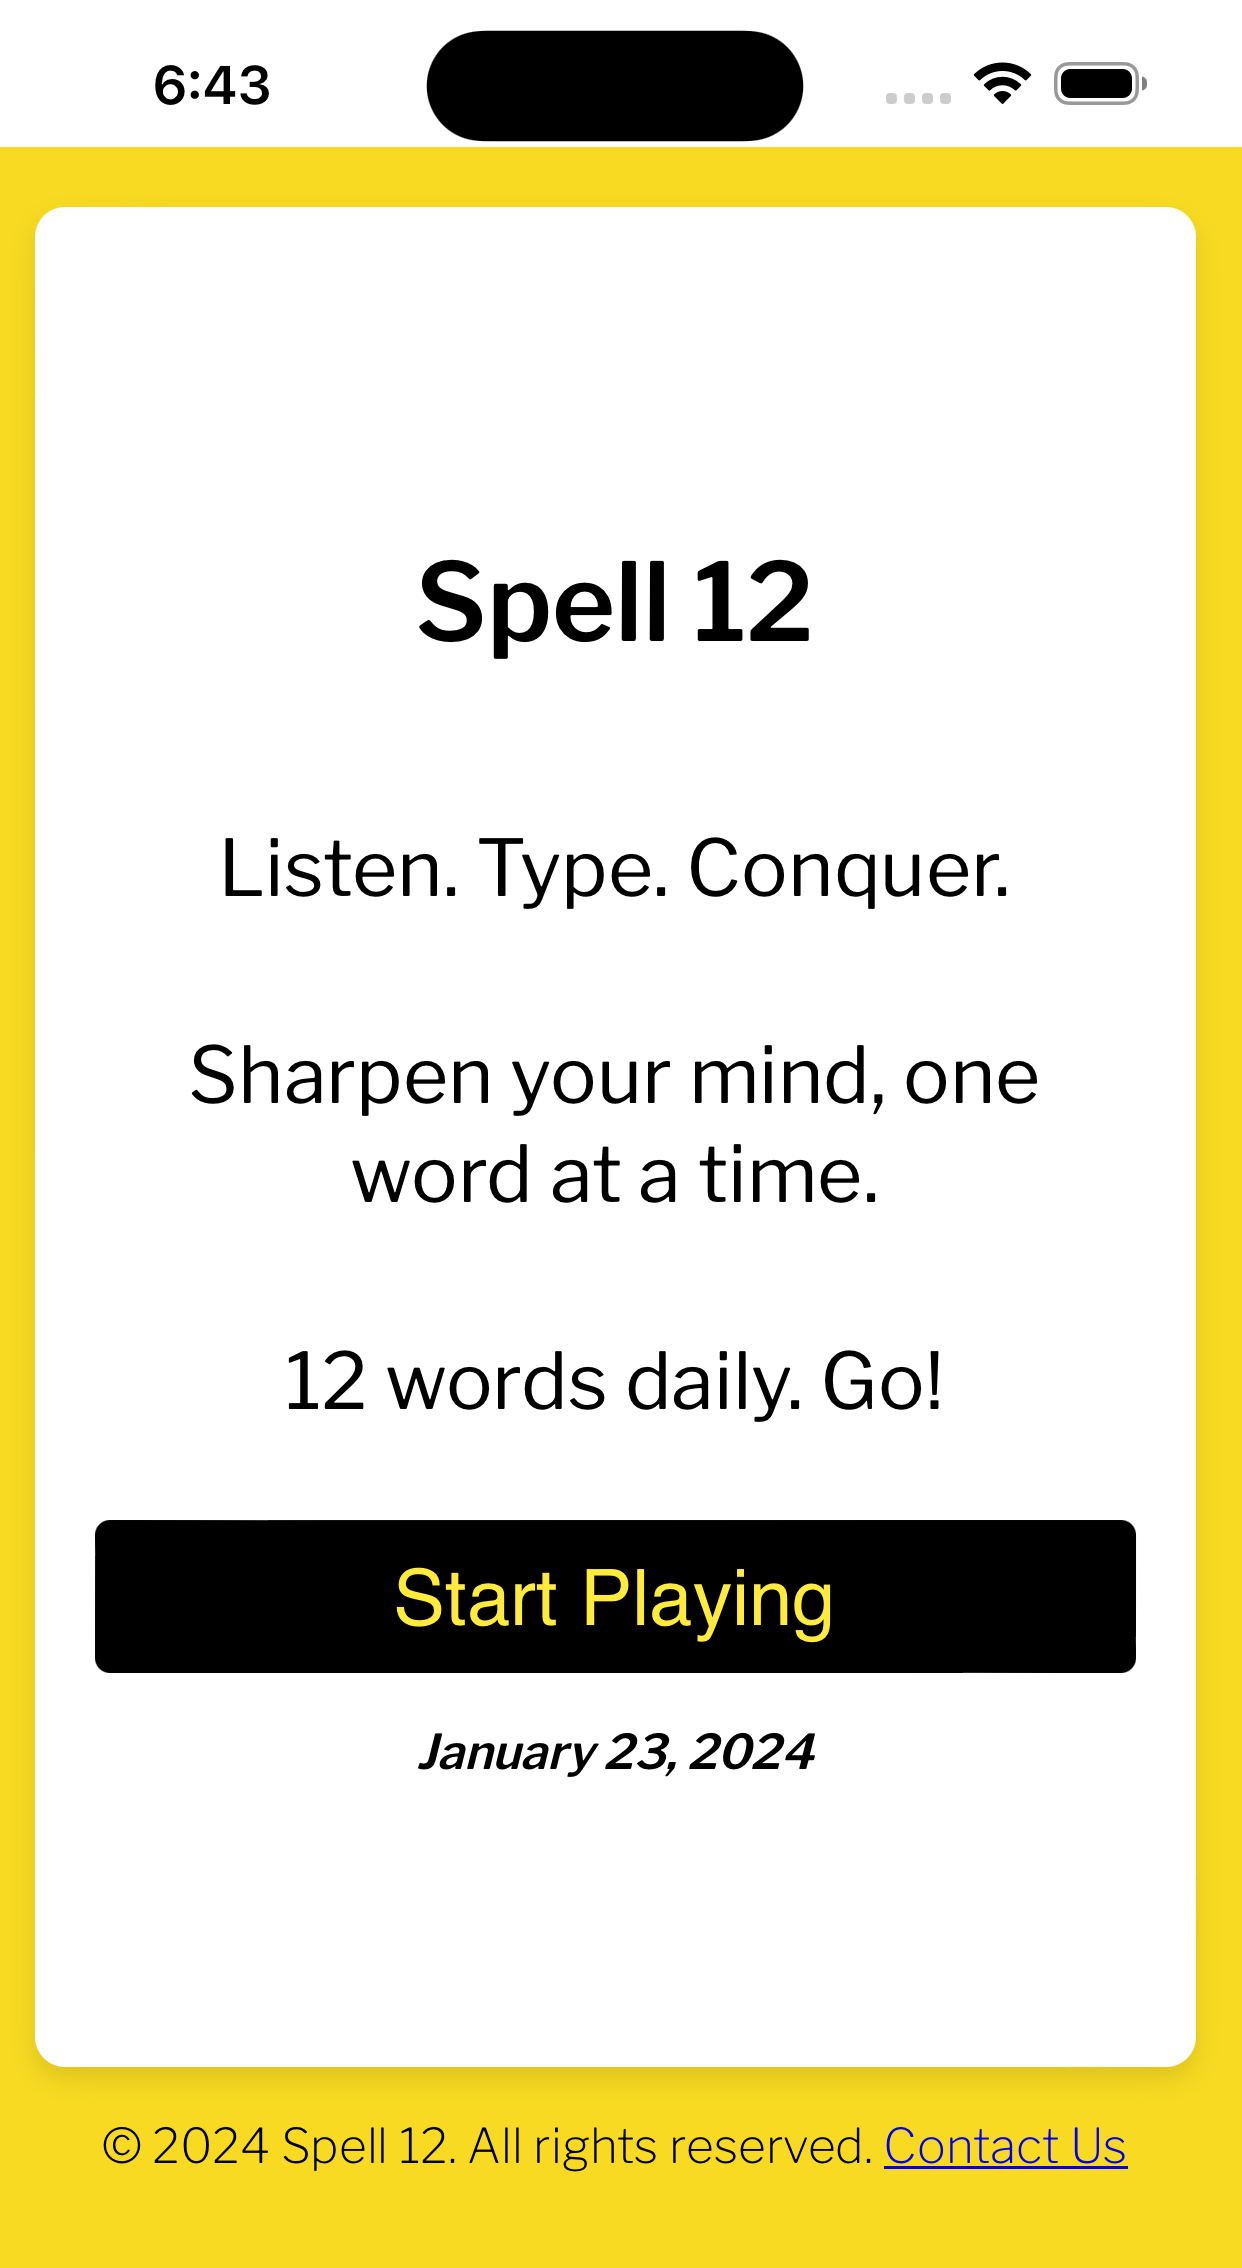 6:43
Spell 12
Listen. Type. Conquer.
Sharpen your mind, one
word at a time.
12 words daily. Go!
Start Playing
January 23, 2024
© 2024 Spell 12. All rights reserved. Contact Us